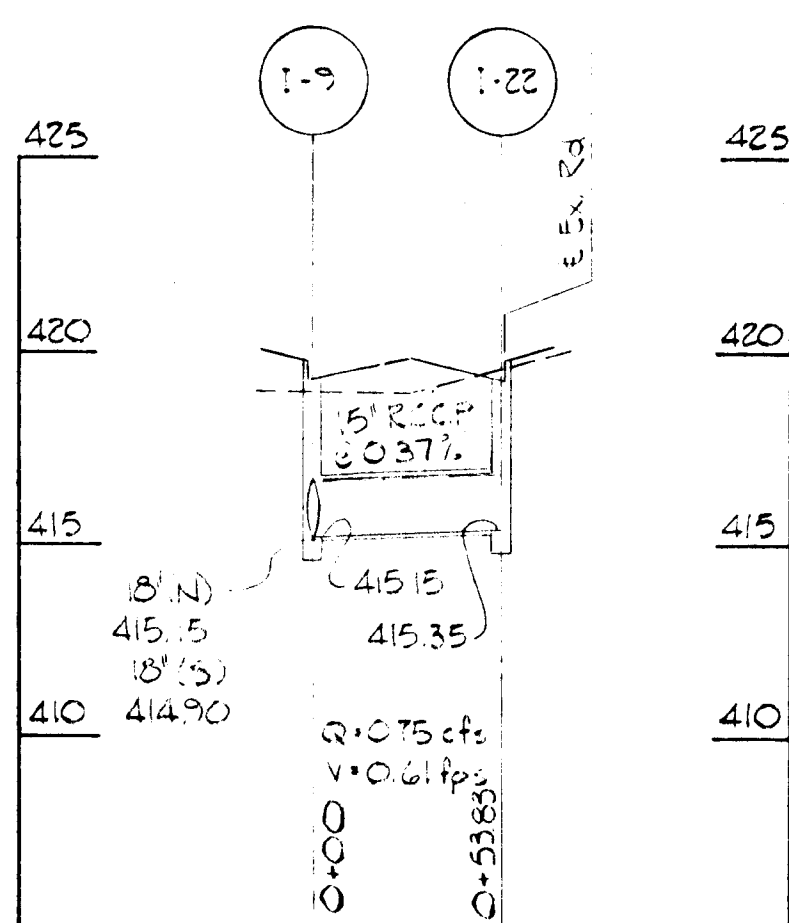 I-9
I-22
425
425
Ex. Rd
420
420
15" R.C.C.P.
@ 0.37%
415
415
18" (N)
415.15
18" (S)
414.90
415.15
415.35
410
410
Q=0.75 cfs
V=0.61 fps
0+00
0+53.83